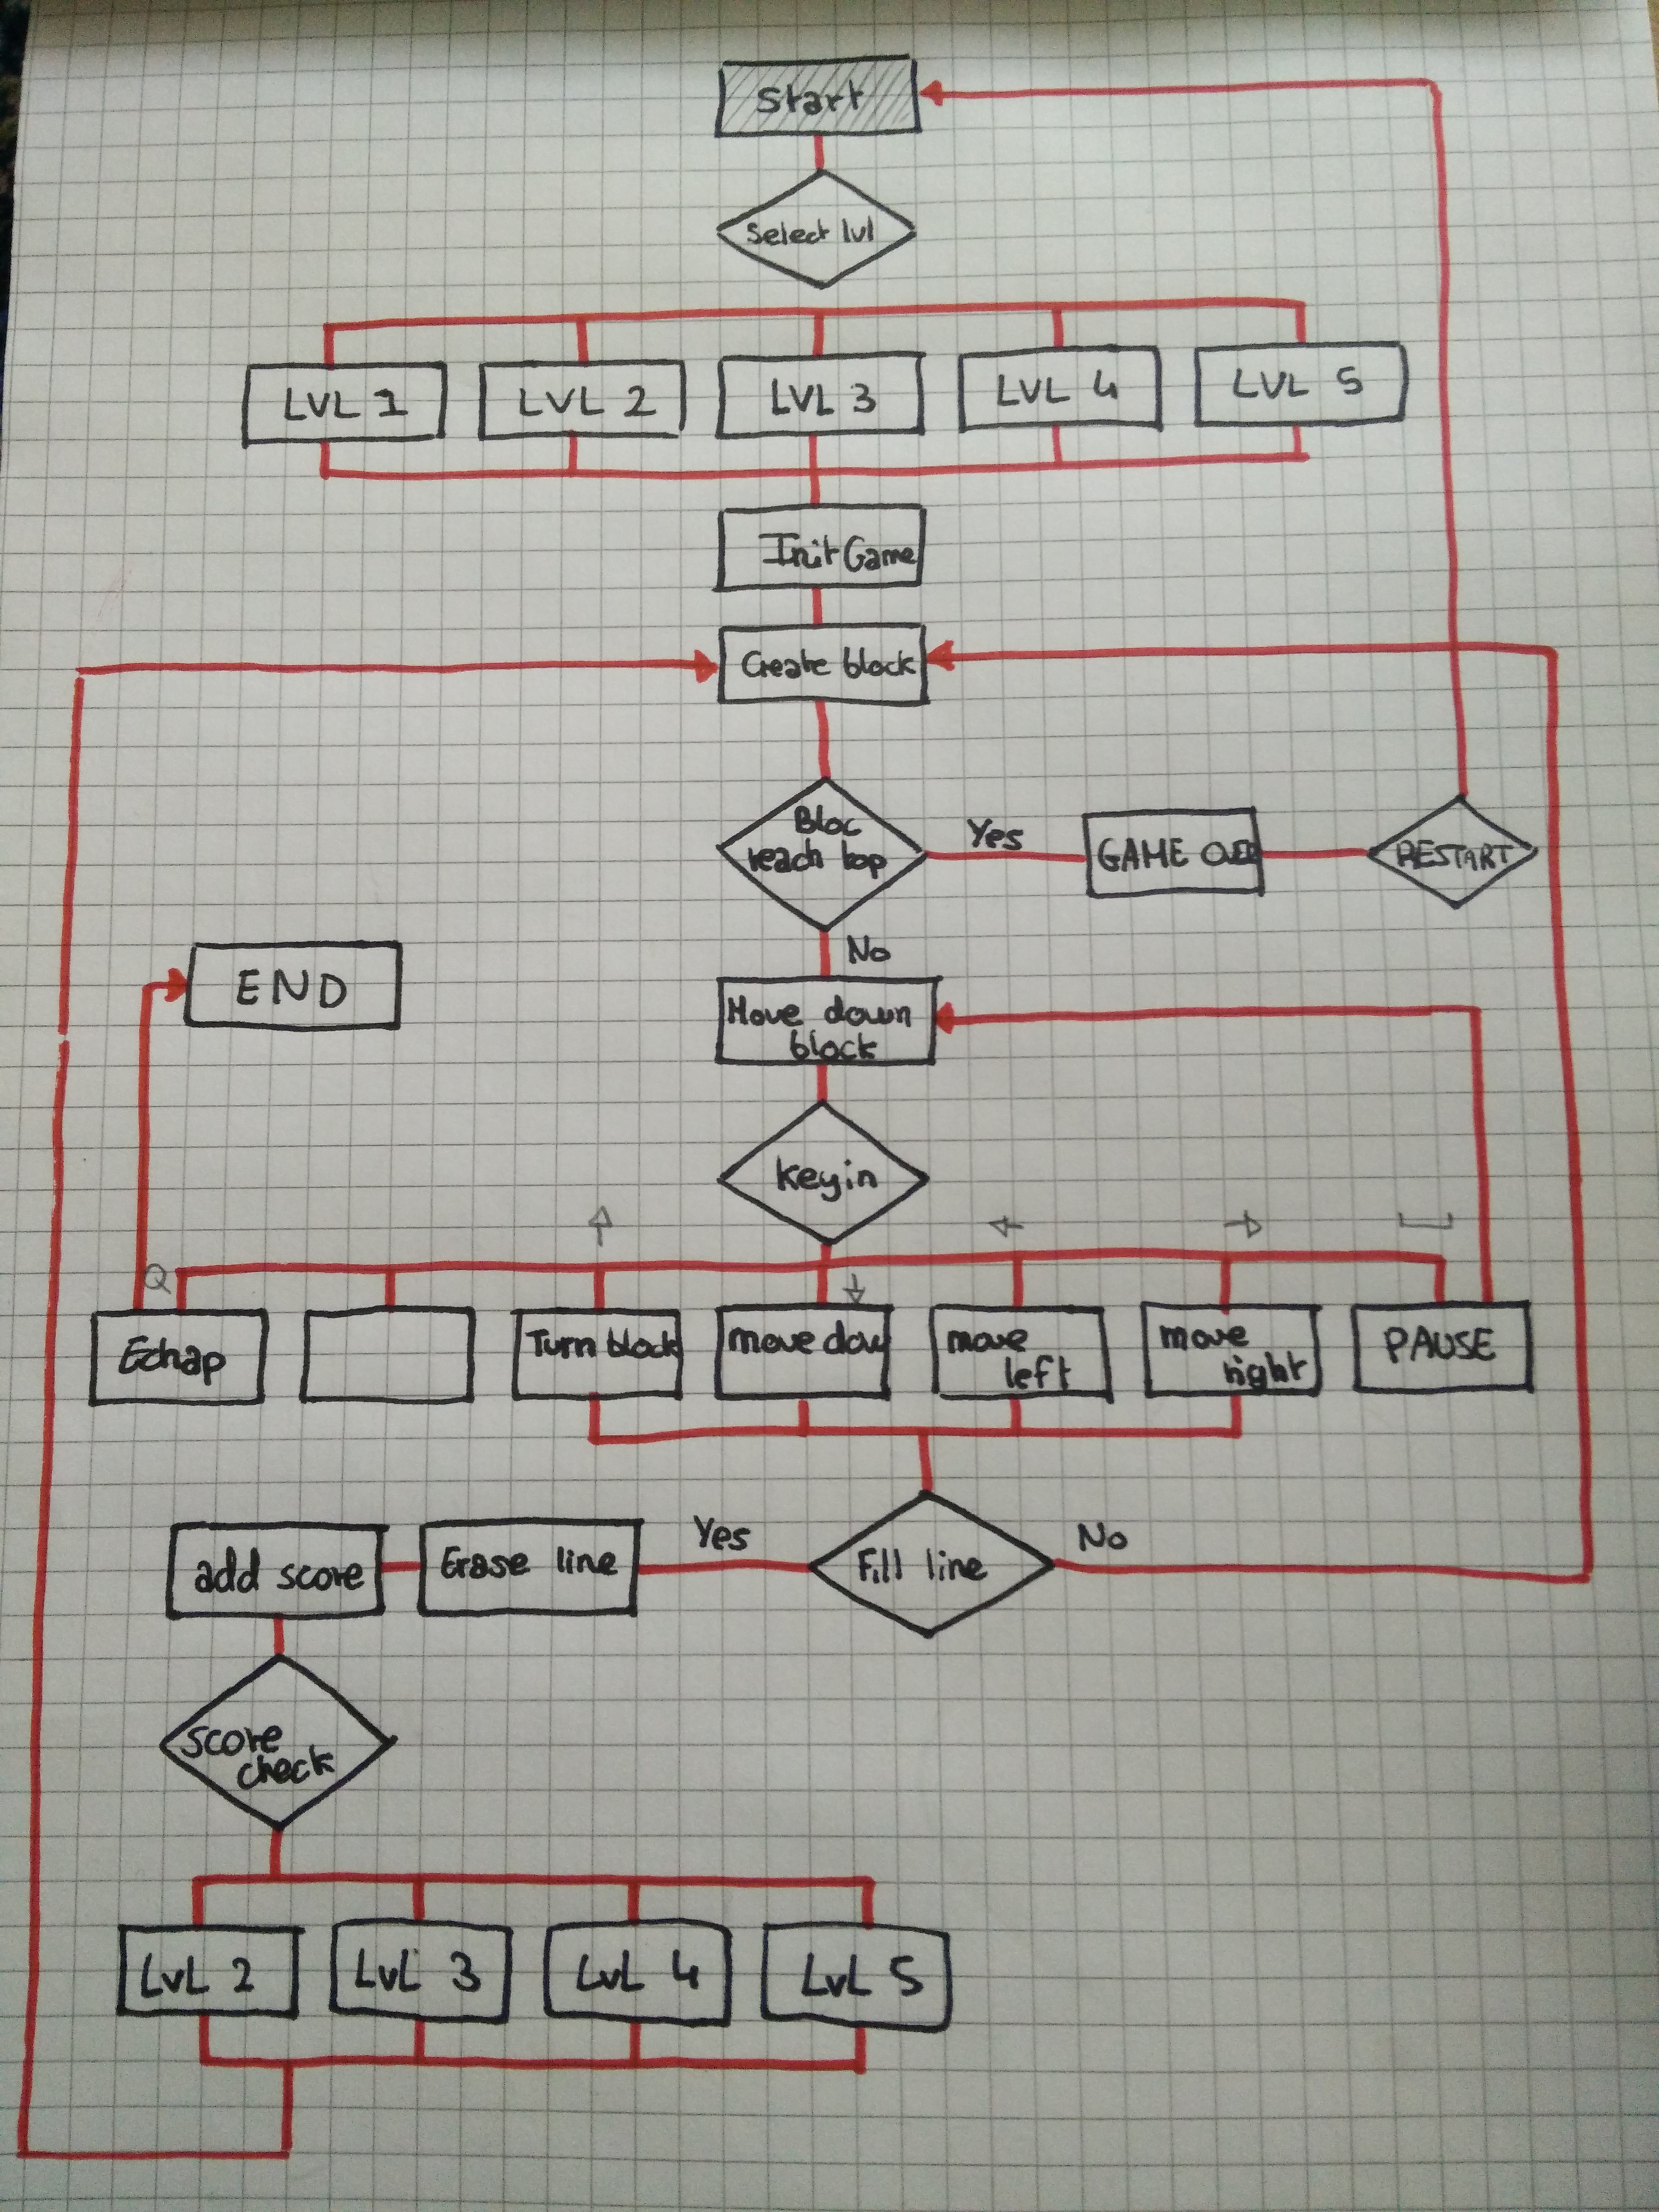 Start
Select lvl
LVL 1
LVL 2
LVL 3
LVL 4
LVL 5
Init Game
Create block
Bloc
reach top
Yes
GAME OVER
RESTART
No
END
Move down
block
keyin
Q
Echap
Turn block
move dow
move
left
move
right
PAUSE
add score
Erase line
Yes
Fill line
No
score
check
LvL 2
LvL 3
LvL 4
LvL 5